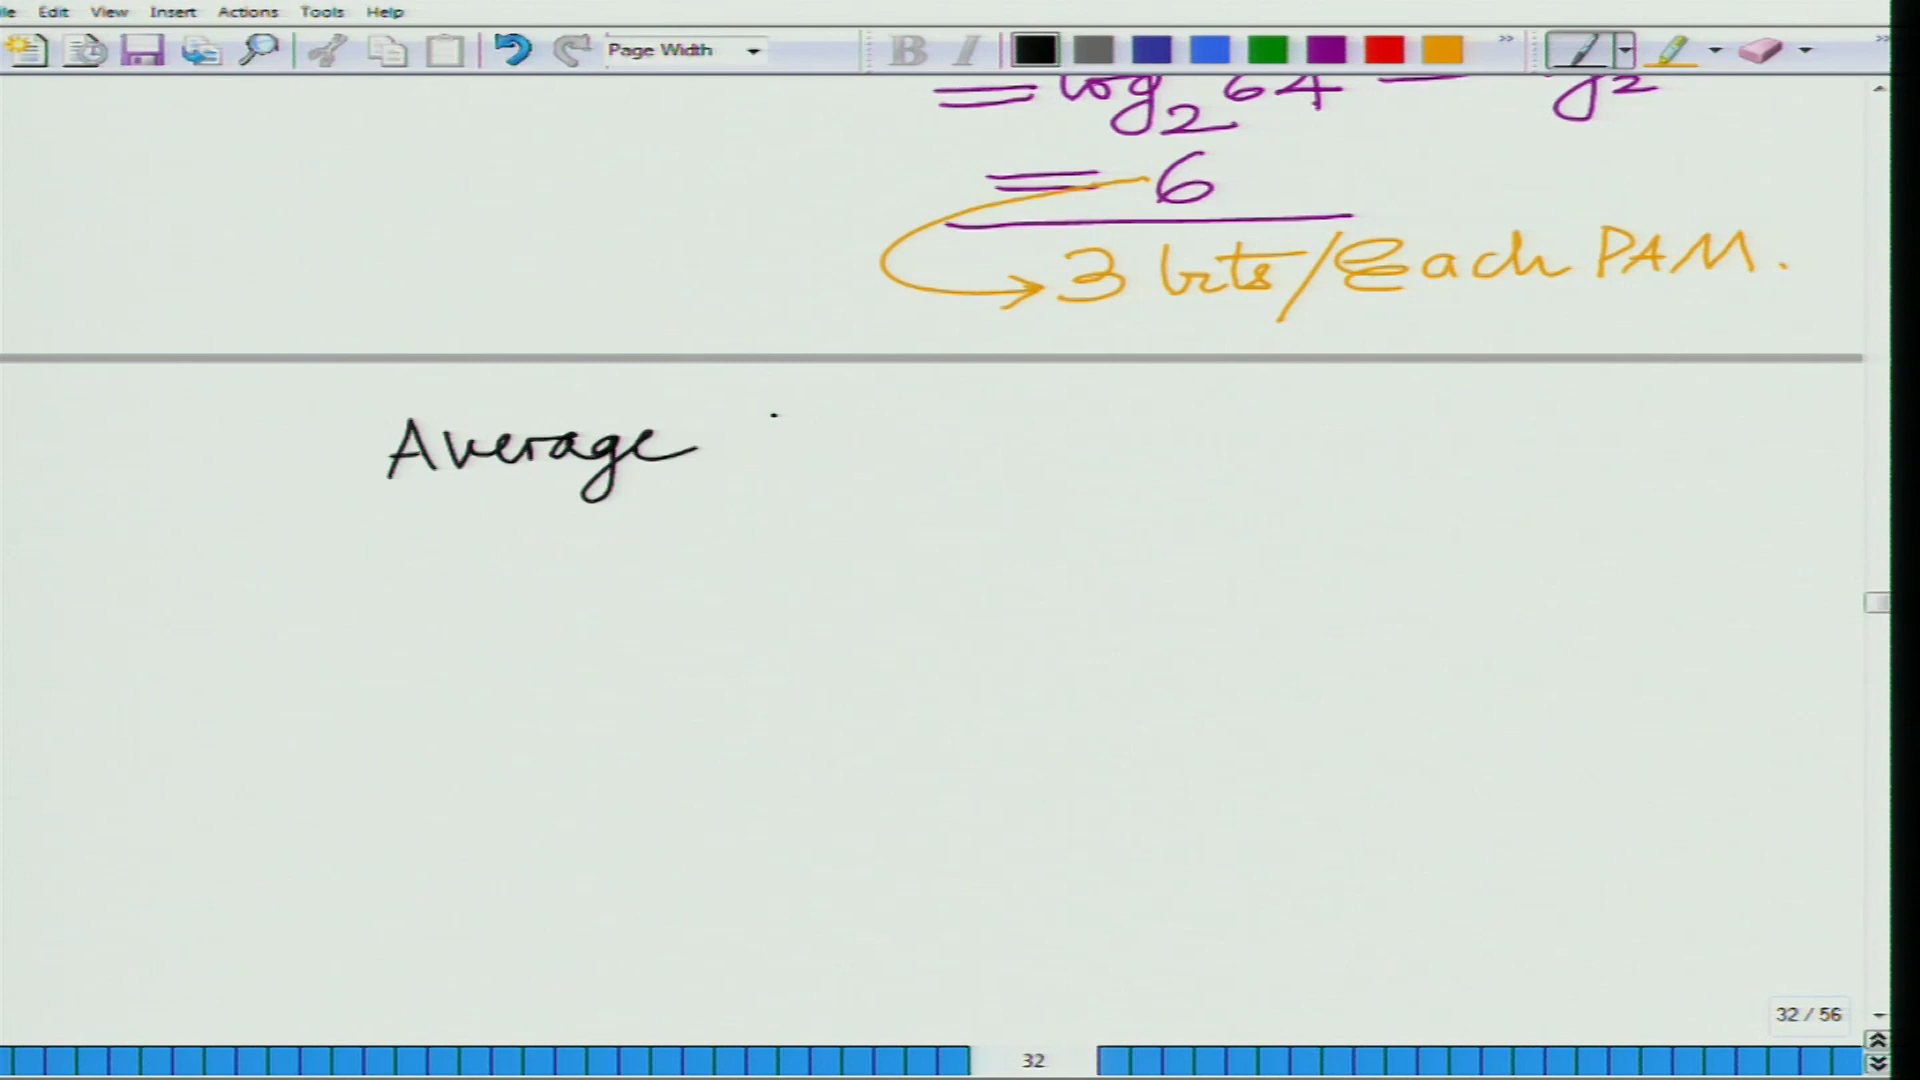 Edit View Insert Actions Tools Help
Page Width
B I
= log₂ 64
= 6
3 bits/Each PAM.
Average
32 / 56
32